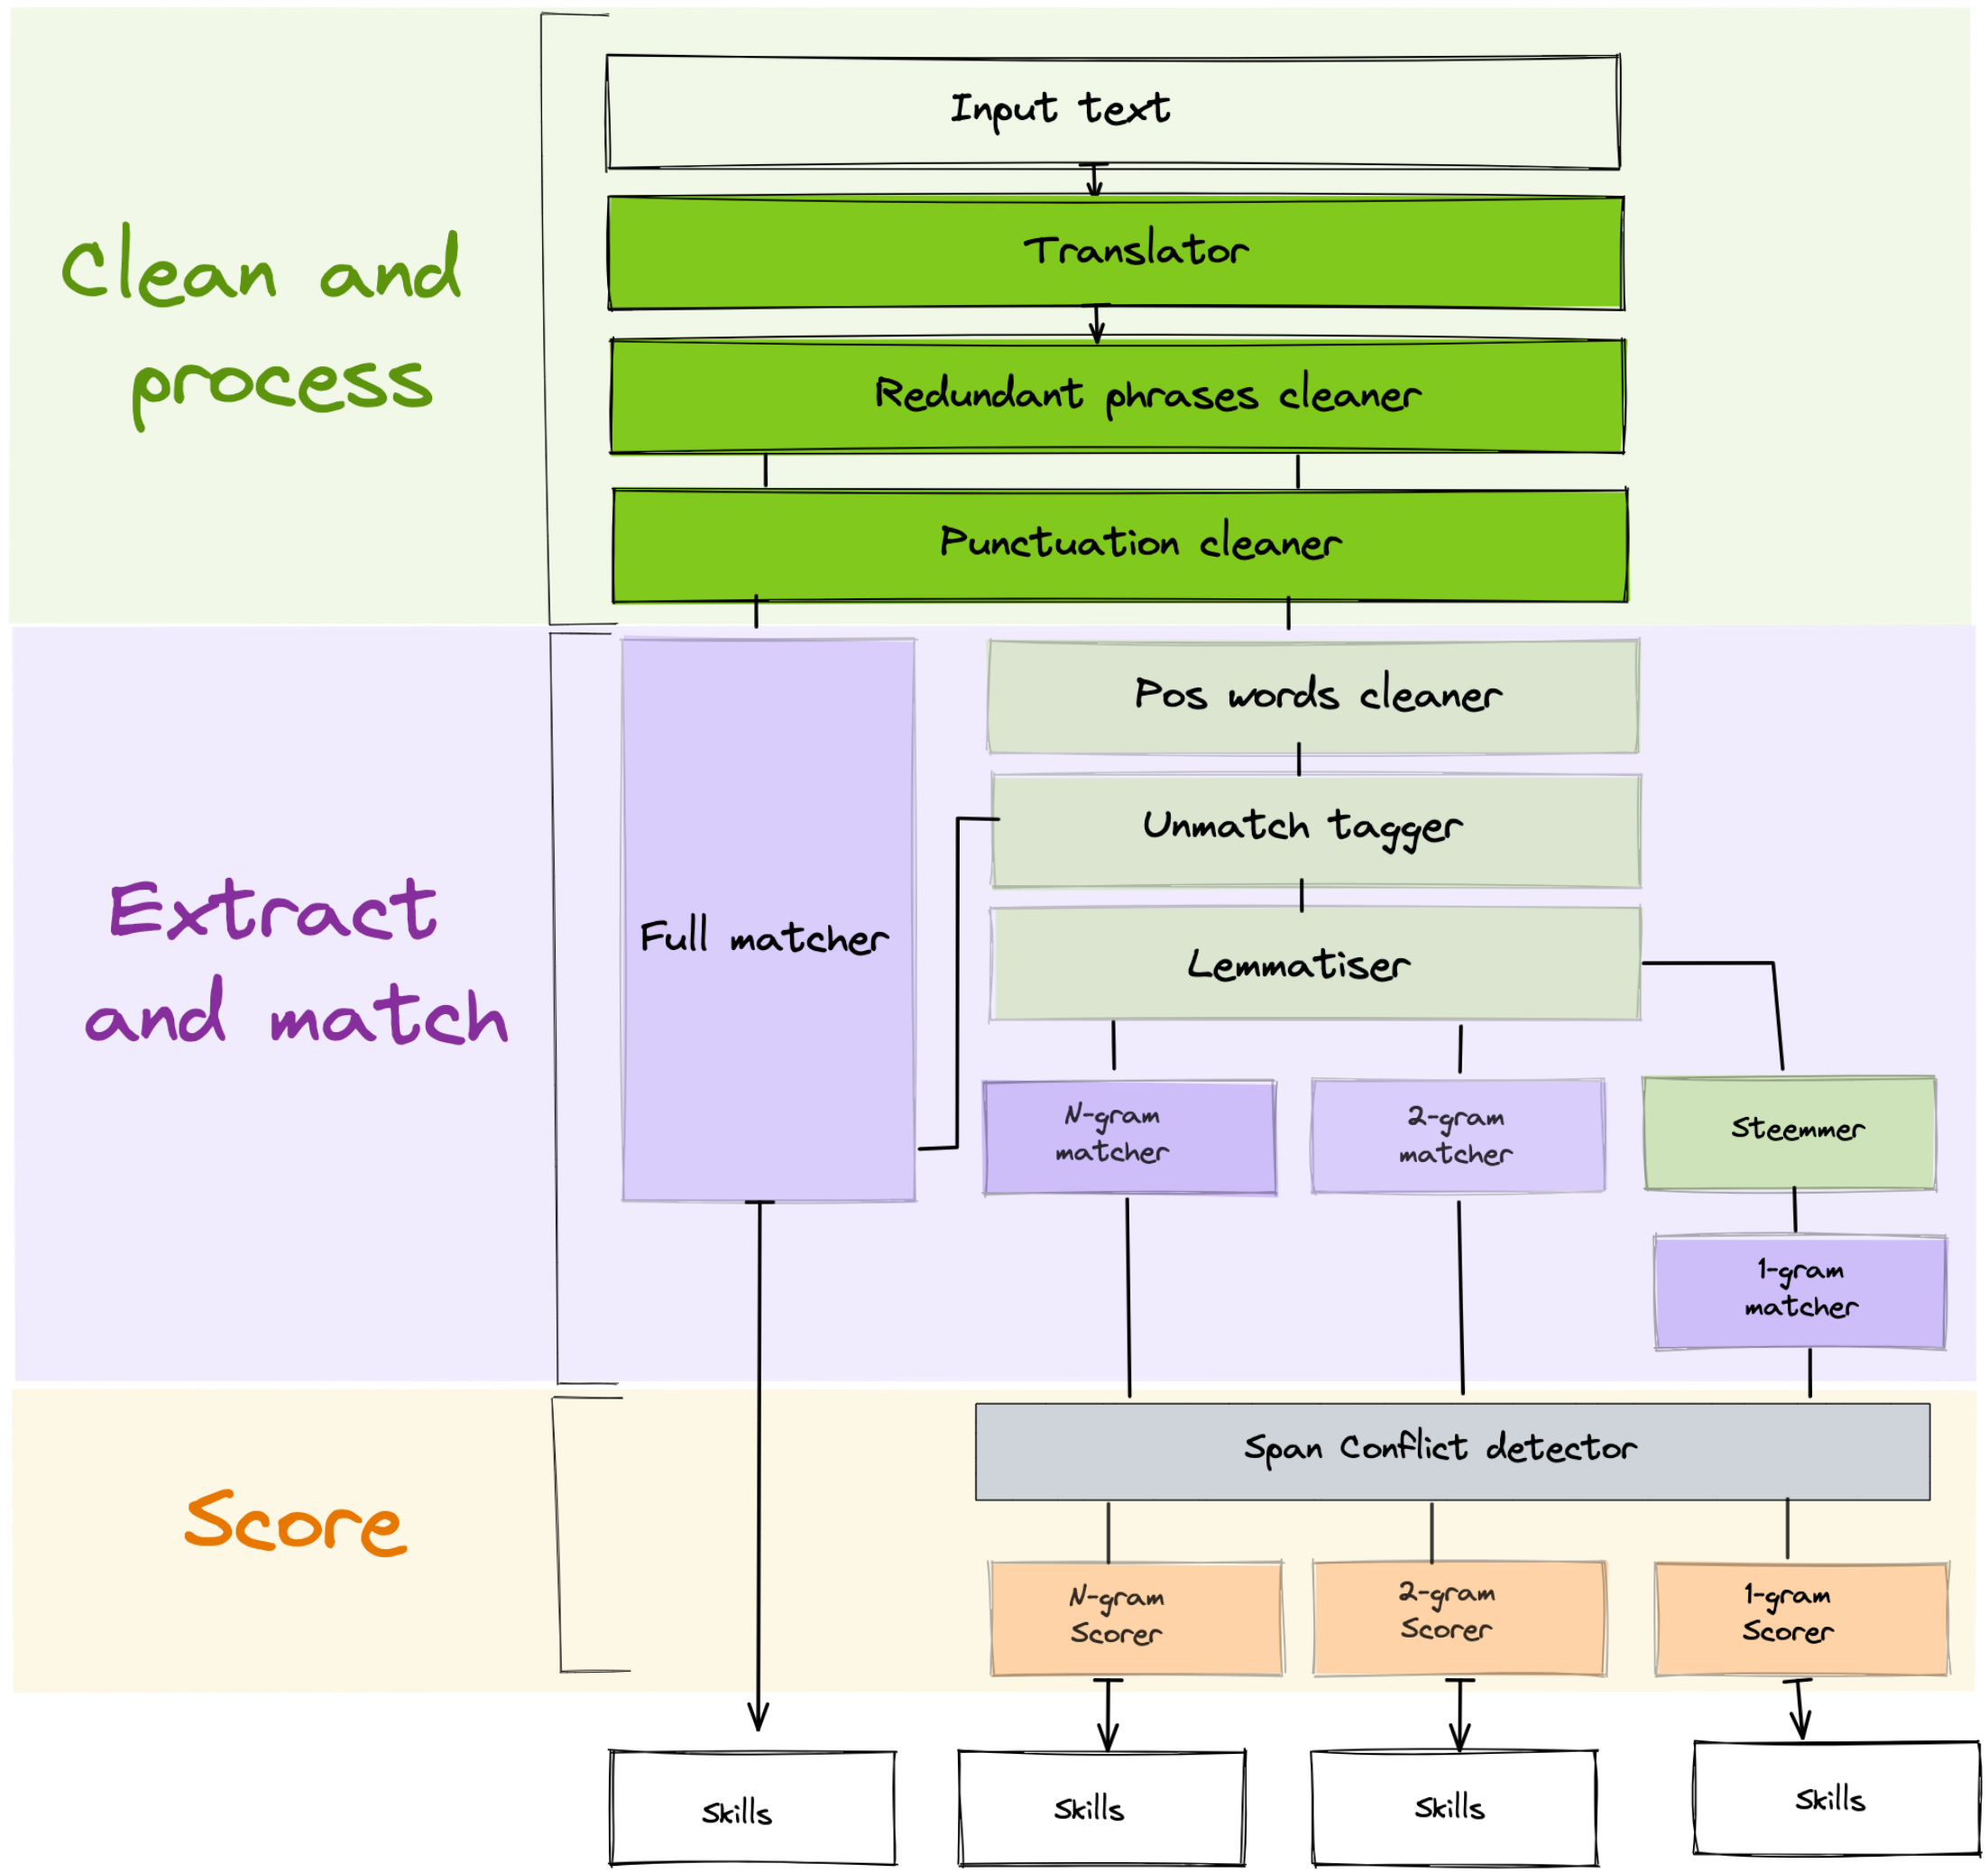 Input text
Translator
Clean and
process
Redundant phrases cleaner
Punctuation cleaner
Pos words cleaner
Unmatch tagger
Extract
and match
Full matcher
Lemmatiser
N-gram
matcher
2-gram
matcher
Steemmer
1-gram
matcher
Span Conflict detector
Score
N-gram
Scorer
2-gram
Scorer
1-gram
Scorer
Skills
Skills
Skills
Skills